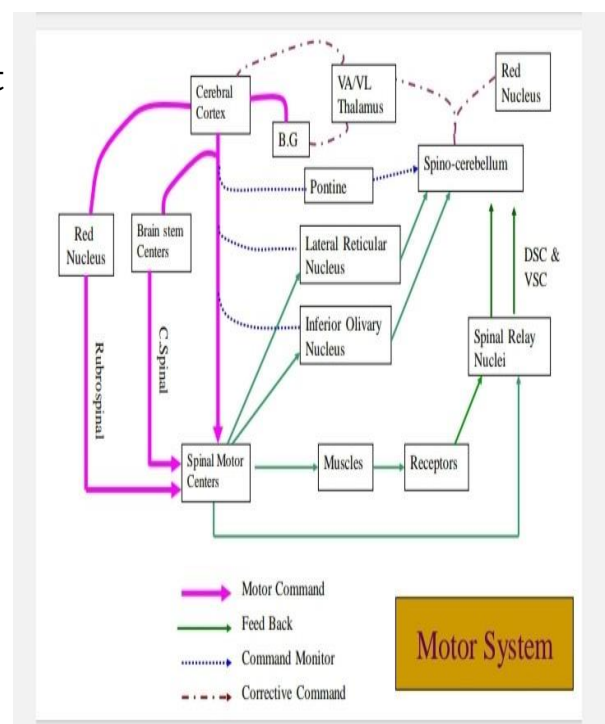 t
Cerebral
Cortex
VA/VL
Thalamus
Red
Nucleus
B.G
Spino-cerebellum
Pontine
Red
Nucleus
Brain stem
Centers
Lateral Reticular
Nucleus
DSC &
VSC
Inferior Olivary
Nucleus
Spinal Relay
Nuclei
Rubrospinal
C.Spinal
Spinal Motor
Centers
Muscles
Receptors
Motor Command
Feed Back
Command Monitor
Corrective Command
Motor System